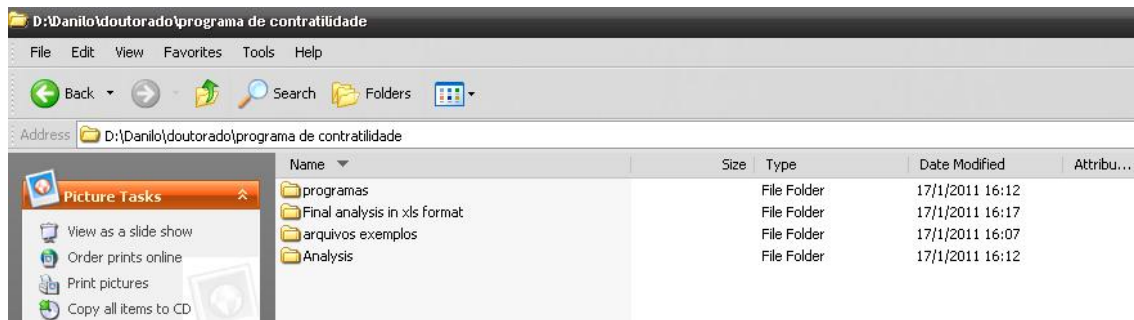 D:\Danilo\doutorado\programa de contratilidade
File Edit View Favorites Tools Help
Back Search Folders
Address D:\Danilo\doutorado\programa de contratilidade
Name Size Type Date Modified Attribu...
Picture Tasks
programas File Folder 17/1/2011 16:12
Final analysis in xls format File Folder 17/1/2011 16:17
View as a slide show
arquivos exemplos File Folder 17/1/2011 16:07
Order prints online
Analysis File Folder 17/1/2011 16:12
Print pictures
Copy all items to CD